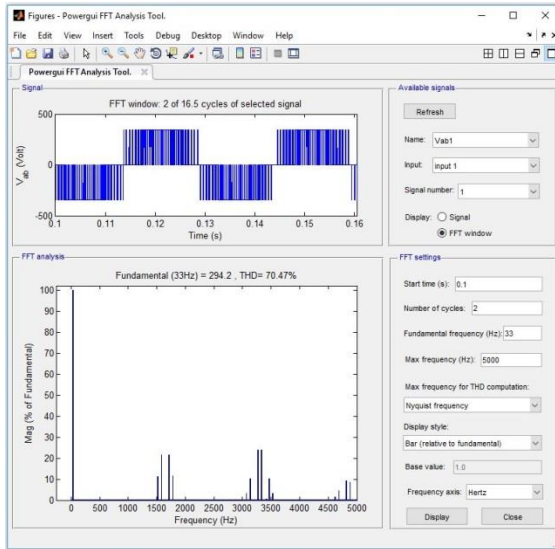 Figures - Powergui FFT Analysis Tool.
File Edit View Insert Tools Debug Desktop Window Help
Powergui FFT Analysis Tool.
Signal
FFT window: 2 of 16.5 cycles of selected signal
500
0
-500
V_ab (Volt)
0.1 0.11 0.12 0.13 0.14 0.15 0.16
Time (s)
Available signals
Refresh
Name: Vab1
Input: input 1
Signal number: 1
Display: Signal
FFT window
FFT analysis
Fundamental (33Hz) = 294.2 , THD= 70.47%
100
90
80
70
60
50
40
30
20
10
0
Mag (% of Fundamental)
0 500 1000 1500 2000 2500 3000 3500 4000 4500 5000
Frequency (Hz)
FFT settings
Start time (s): 0.1
Number of cycles: 2
Fundamental frequency (Hz): 33
Max frequency (Hz): 5000
Max frequency for THD computation:
Nyquist frequency
Display style:
Bar (relative to fundamental)
Base value: 1.0
Frequency axis: Hertz
Display Close